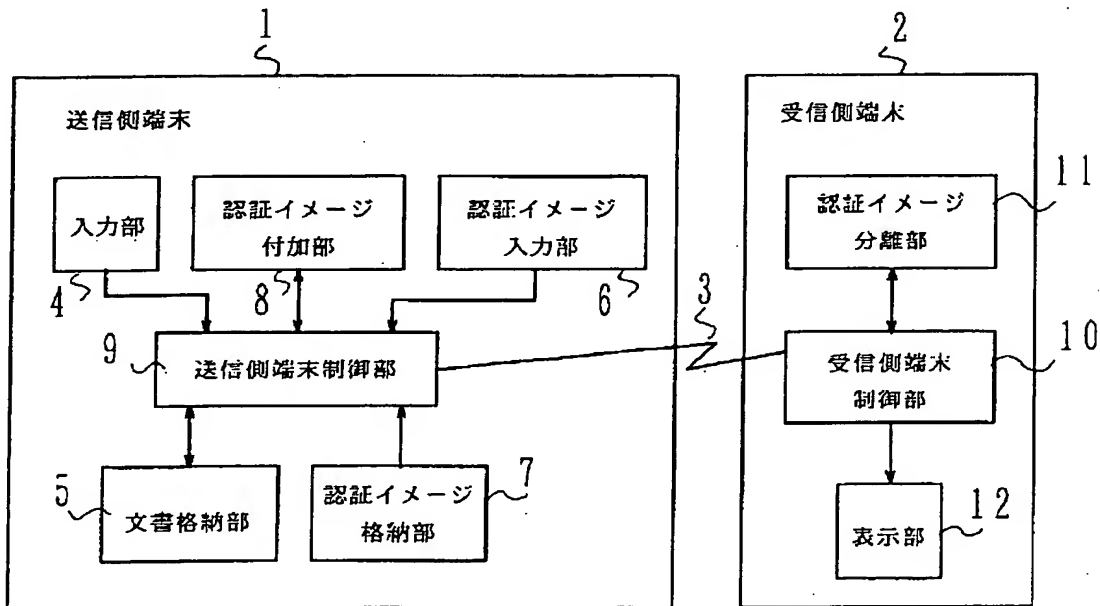 1
2
送信側端末
受信側端末
入力部
認証イメージ
付加部
認証イメージ
入力部
認証イメージ
分離部
11
4
8
6
3
9
送信側端末制御部
受信側端末
制御部
10
5
文書格納部
認証イメージ
格納部
7
表示部
12